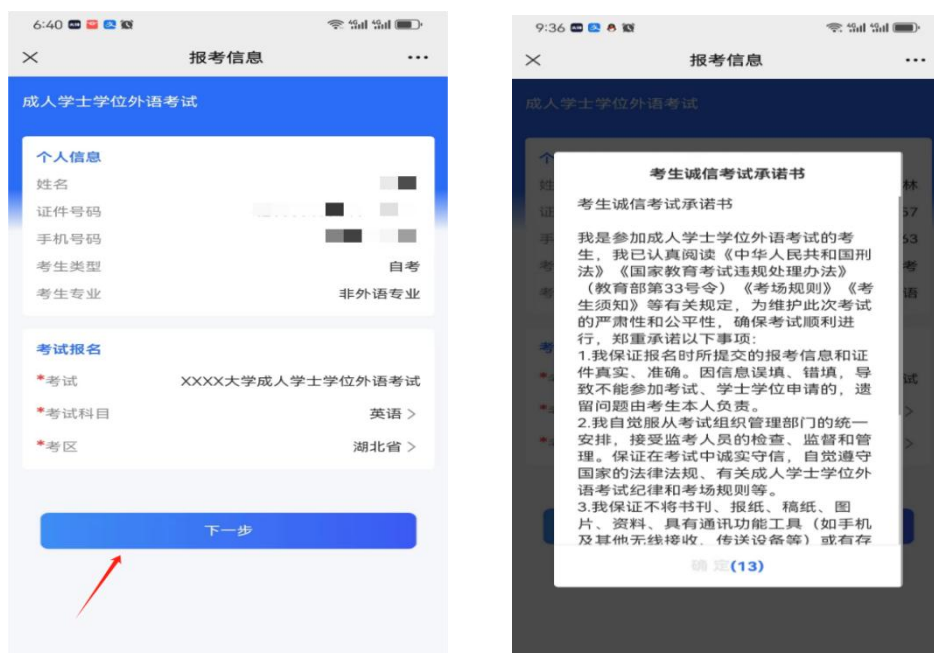 6:40
报考信息
成人学士学位外语考试
个人信息
姓名
证件号码
手机号码
考生类型 自考
考生专业 非外语专业
考试报名
*考试 XXXX大学成人学士学位外语考试
*考试科目 英语 >
*考区 湖北省 >
下一步
9:36
报考信息
成人学士学位外语考试
考生诚信考试承诺书
考生诚信考试承诺书
我是参加成人学士学位外语考试的考
生，我已认真阅读《中华人民共和国刑
法》《国家教育考试违规处理办法》
（教育部第33号令）《考场规则》《考
生须知》等有关规定，为维护此次考试
的严肃性和公平性，确保考试顺利进
行，郑重承诺以下事项：
1.我保证报名时所提交的报考信息和证
件真实、准确。因信息误填、错填，导
致不能参加考试、学士学位申请的，遗
留问题由考生本人负责。
2.我自觉服从考试组织管理部门的统一
安排，接受监考人员的检查、监督和管
理。保证在考试中诚实守信，自觉遵守
国家的法律法规、有关成人学士学位外
语考试纪律和考场规则等。
3.我保证不将书刊、报纸、稿纸、图
片、资料、具有通讯功能工具（如手机
及其他无线接收、传送设备等）或有存
确 定(13)
林
57
63
考
语
试